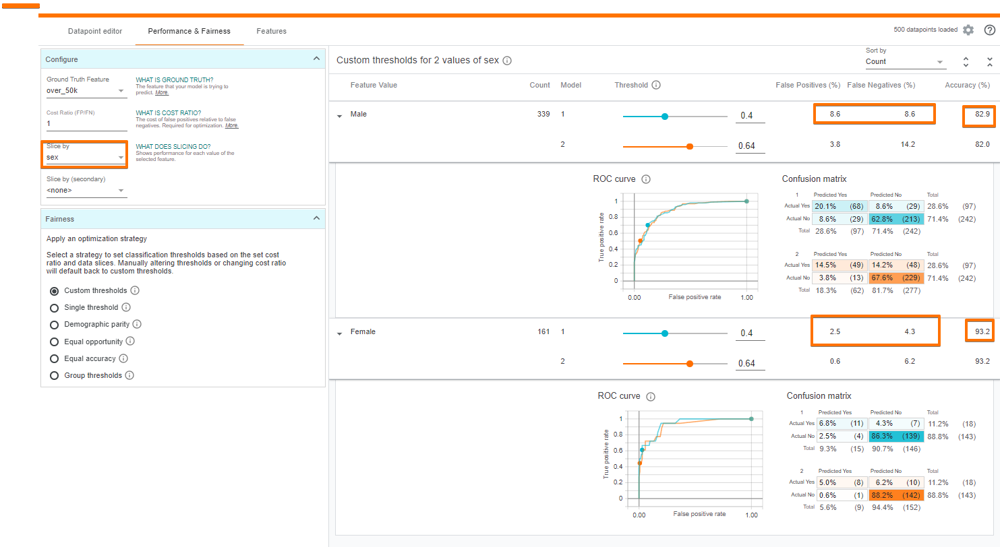 Datapoint editor Performance & Fairness Features
500 datapoints loaded
Configure
Ground Truth Feature
over_50k
WHAT IS GROUND TRUTH?
The feature that your model is trying to
predict. More.
Cost Ratio (FP/FN)
1
WHAT IS COST RATIO?
The cost of false positives relative to false
negatives. Required for optimization. More.
Slice by
sex
WHAT DOES SLICING DO?
Shows performance for each value of the
selected feature.
Slice by (secondary)
<none>
Fairness
Apply an optimization strategy
Select a strategy to set classification thresholds based on the set cost
ratio and data slices. Manually altering thresholds or changing cost ratio
will default back to custom thresholds.
Custom thresholds
Single threshold
Demographic parity
Equal opportunity
Equal accuracy
Group thresholds
Custom thresholds for 2 values of sex
Sort by
Count
Feature Value Count Model Threshold False Positives (%) False Negatives (%) Accuracy (%)
Male 339 1 0.4 8.6 8.6 82.9
2 0.64 3.8 14.2 82.0
ROC curve
1
0.8
0.6
0.4
0.2
0
True positive rate
0.00 False positive rate 1.00
Confusion matrix
1 Predicted Yes Predicted No Total
Actual Yes 20.1% (68) 8.6% (29) 28.6% (97)
Actual No 8.6% (29) 62.8% (213) 71.4% (242)
Total 28.6% (97) 71.4% (242)
2 Predicted Yes Predicted No Total
Actual Yes 14.5% (49) 14.2% (48) 28.6% (97)
Actual No 3.8% (13) 67.6% (229) 71.4% (242)
Total 18.3% (62) 81.7% (277)
Female 161 1 0.4 2.5 4.3 93.2
2 0.64 0.6 6.2 93.2
ROC curve
1
0.8
0.6
0.4
0.2
0
True positive rate
0.00 False positive rate 1.00
Confusion matrix
1 Predicted Yes Predicted No Total
Actual Yes 6.8% (11) 4.3% (7) 11.2% (18)
Actual No 2.5% (4) 86.3% (139) 88.8% (143)
Total 9.3% (15) 90.7% (146)
2 Predicted Yes Predicted No Total
Actual Yes 5.0% (8) 6.2% (10) 11.2% (18)
Actual No 0.6% (1) 88.2% (142) 88.8% (143)
Total 5.6% (9) 94.4% (152)